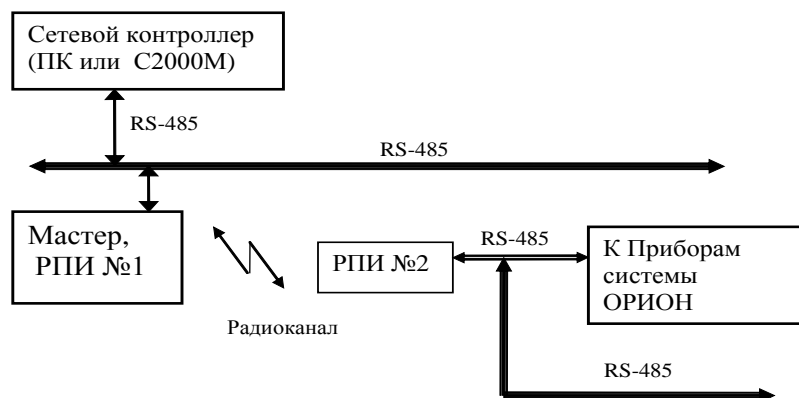 Сетевой контроллер
(ПК или С2000М)
RS-485
RS-485
Мастер,
РПИ №1
РПИ №2
RS-485
К Приборам
системы
ОРИОН
Радиоканал
RS-485